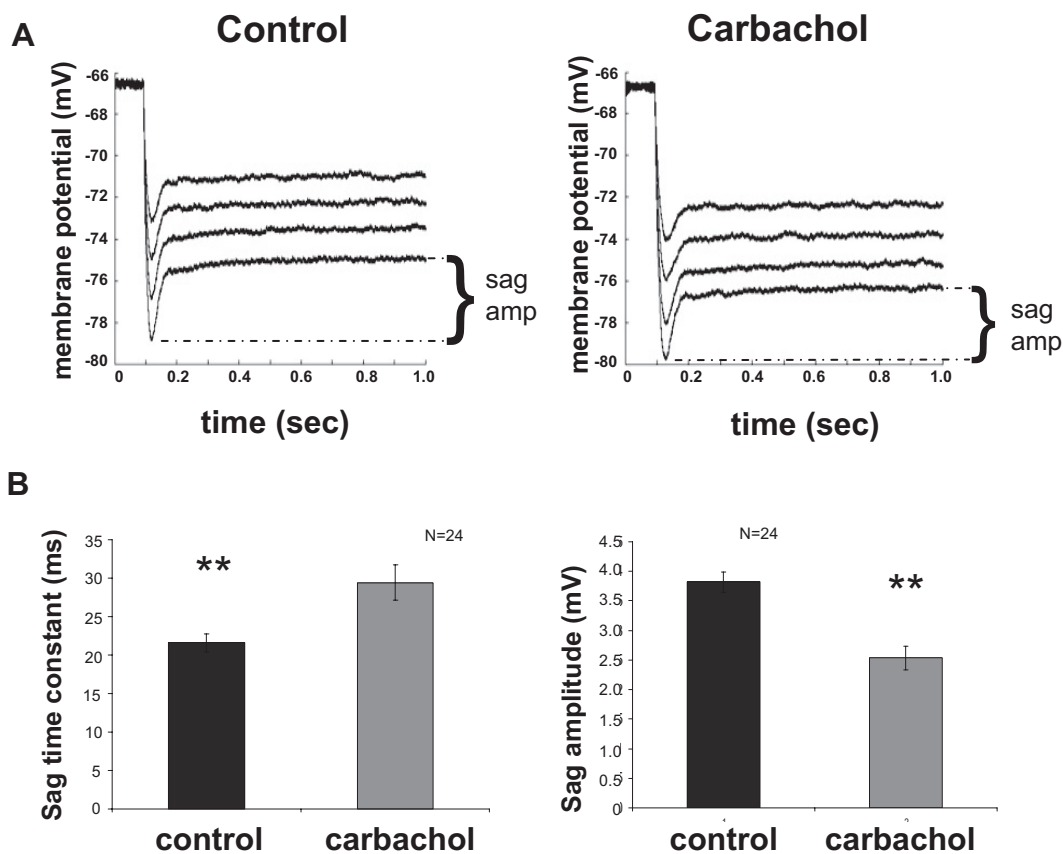 A
Control
Carbachol
membrane potential (mV)
-66
-68
-70
-72
-74
-76
-78
-80
0 0.2 0.4 0.6 0.8 1.0
time (sec)
sag
amp
membrane potential (mV)
-66
-68
-70
-72
-74
-76
-78
-80
0 0.2 0.4 0.6 0.8 1.0
time (sec)
sag
amp
B
Sag time constant (ms)
35
30
25
20
15
10
5
0
**
N=24
control carbachol
Sag amplitude (mV)
4.5
4.0
3.5
3.0
2.5
2.0
1.5
1.0
0.5
0.0
N=24
**
control carbachol